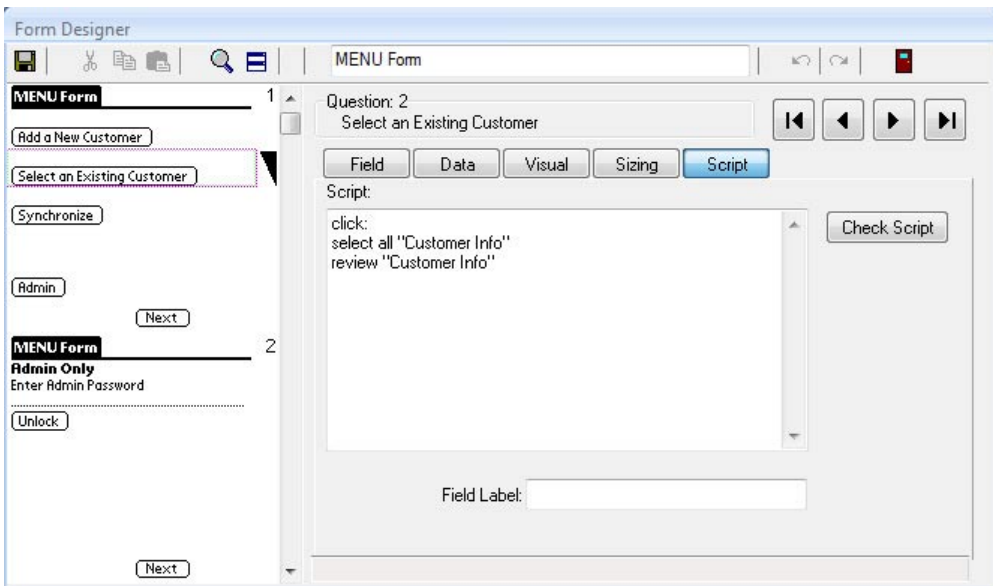 Form Designer
MENU Form
MENU Form 1
Add a New Customer
Select an Existing Customer
Synchronize
Admin
Next
MENU Form 2
Admin Only
Enter Admin Password
Unlock
Next
Question: 2
Select an Existing Customer
Field Data Visual Sizing Script
Script:
click:
select all "Customer Info"
review "Customer Info"
Check Script
Field Label: